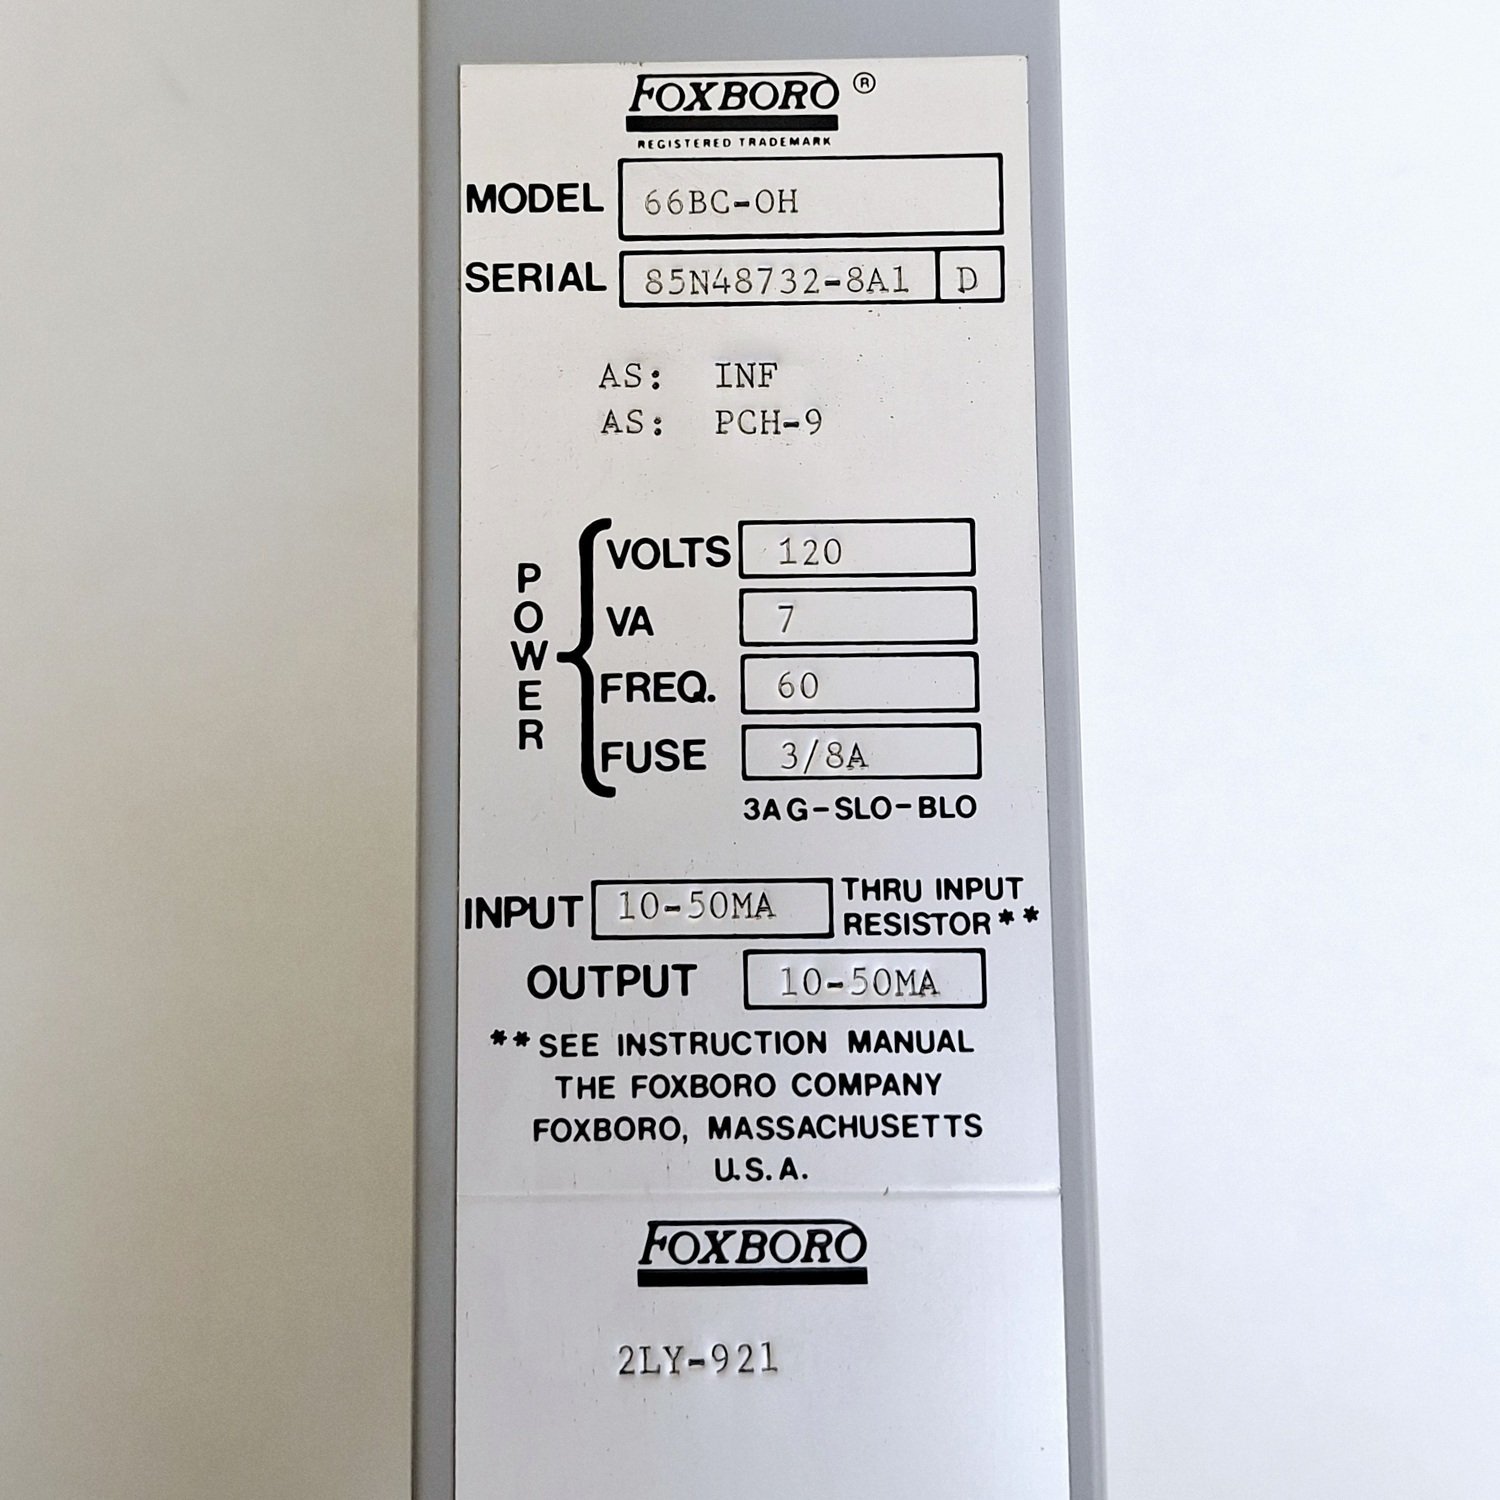 FOXBORO ®
REGISTERED TRADEMARK
MODEL 66BC-OH
SERIAL 85N48732-8A1 D
AS: INF
AS: PCH-9
POWER
VOLTS 120
VA 7
FREQ. 60
FUSE 3/8A
3AG-SLO-BLO
INPUT 10-50MA THRU INPUT
RESISTOR**
OUTPUT 10-50MA
**SEE INSTRUCTION MANUAL
THE FOXBORO COMPANY
FOXBORO, MASSACHUSETTS
U.S.A.
FOXBORO
2LY-921